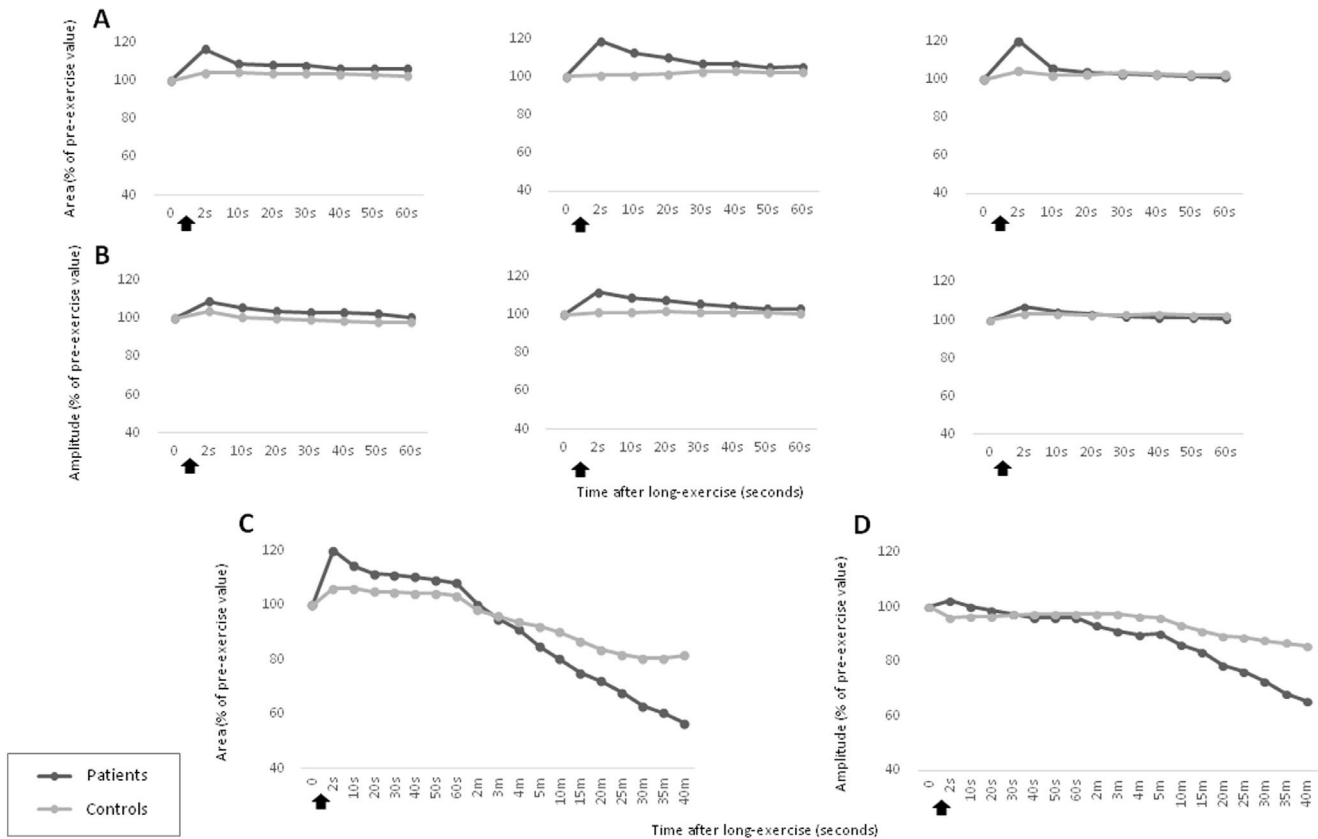 A
Area (% of pre-exercise value)
120
100
80
60
40
0 2s 10s 20s 30s 40s 50s 60s
120
100
80
60
40
0 2s 10s 20s 30s 40s 50s 60s
120
100
80
60
40
0 2s 10s 20s 30s 40s 50s 60s
B
Amplitude (% of pre-exercise value)
120
100
80
60
40
0 2s 10s 20s 30s 40s 50s 60s
120
100
80
60
40
0 2s 10s 20s 30s 40s 50s 60s
120
100
80
60
40
0 2s 10s 20s 30s 40s 50s 60s
Time after long-exercise (seconds)
C
Area (% of pre-exercise value)
120
100
80
60
40
0 2s 10s 20s 30s 40s 50s 60s 2m 3m 4m 5m 10m 15m 20m 25m 30m 35m 40m
D
Amplitude (% of pre-exercise value)
120
100
80
60
40
0 2s 10s 20s 30s 40s 50s 60s 2m 3m 4m 5m 10m 15m 20m 25m 30m 35m 40m
Time after long-exercise (seconds)
Patients
Controls